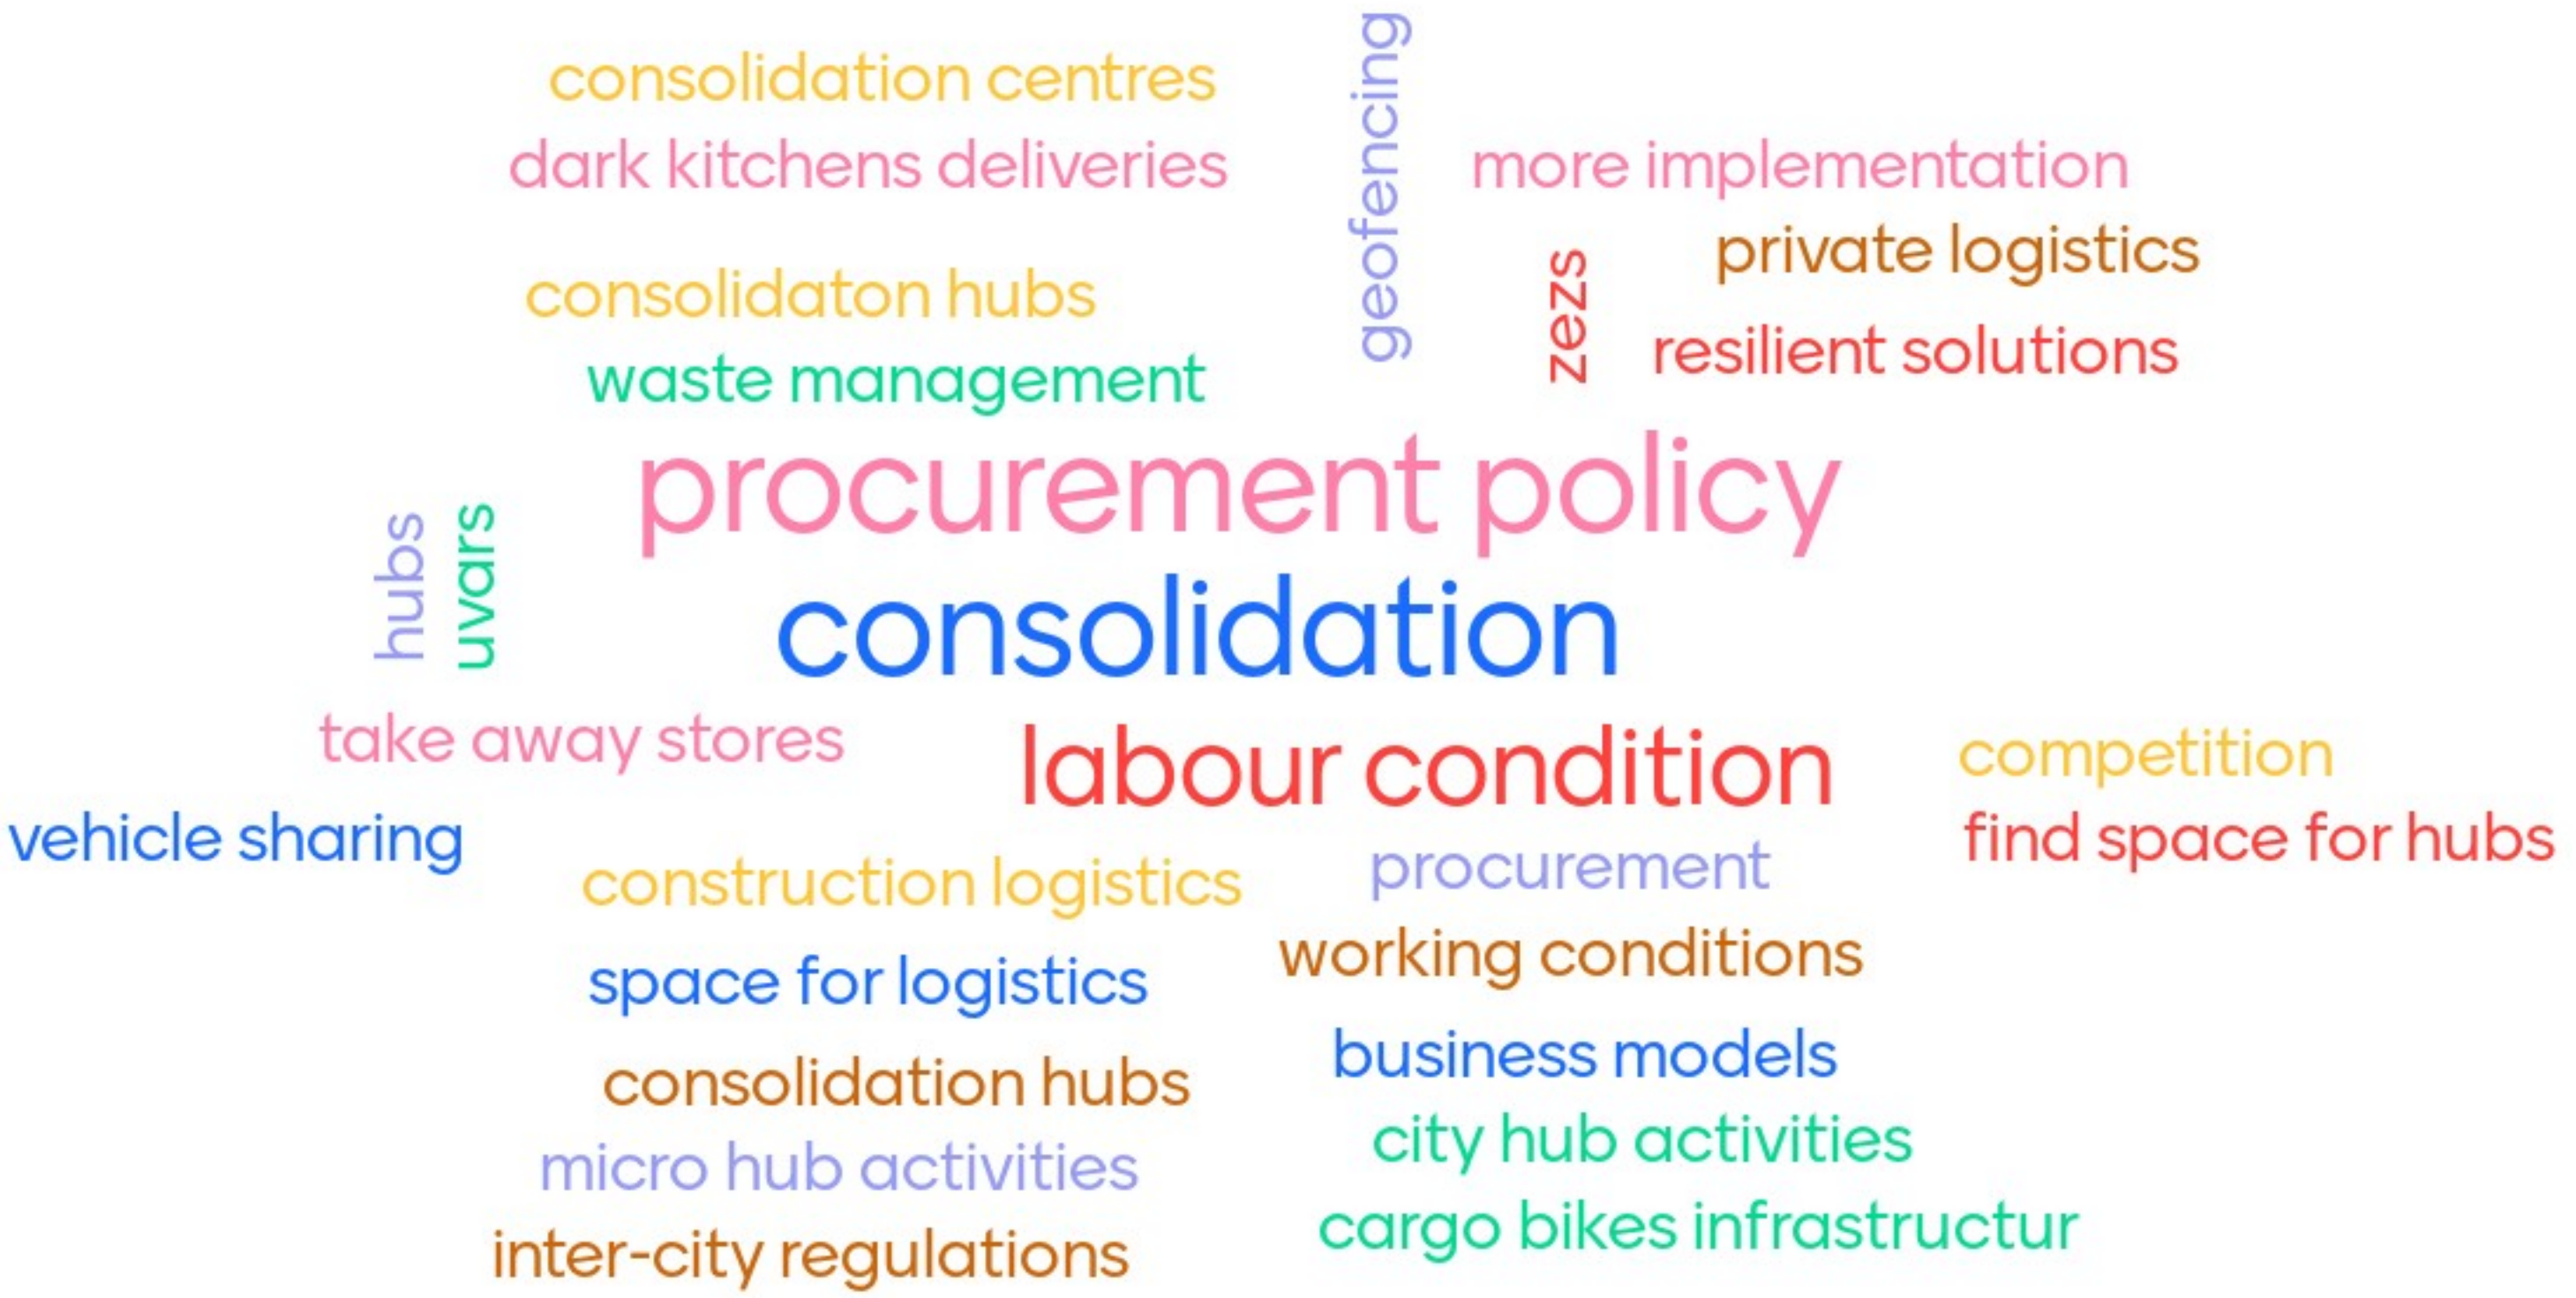 consolidation centres
geofencing
dark kitchens deliveries
more implementation
private logistics
consolidaton hubs
zezs
resilient solutions
waste management
procurement policy
hubs
uvars
consolidation
take away stores
labour condition
competition
vehicle sharing
find space for hubs
construction logistics
procurement
working conditions
space for logistics
business models
consolidation hubs
city hub activities
micro hub activities
cargo bikes infrastructur
inter-city regulations